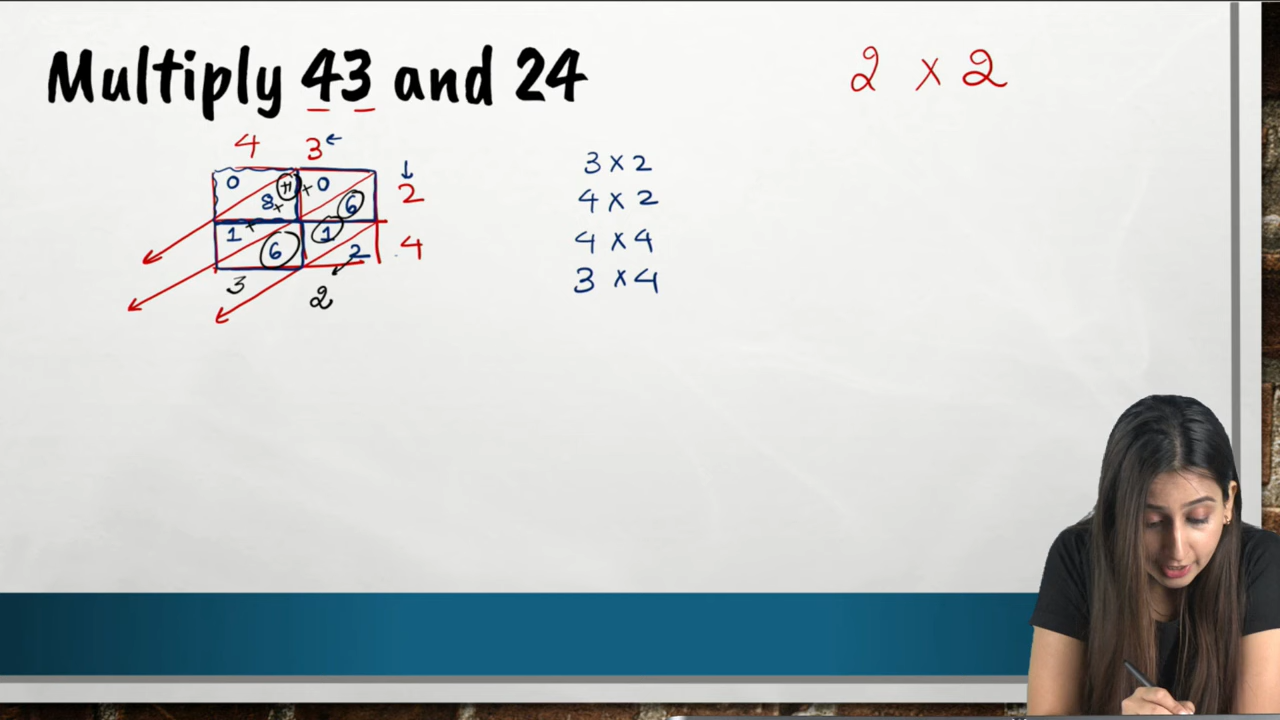 Multiply 43 and 24
2 × 2
4 3 ←
↓
0 0 2
8 + + 6
1 + 1 4
6 2
3 2
3 × 2
4 × 2
4 × 4
3 × 4